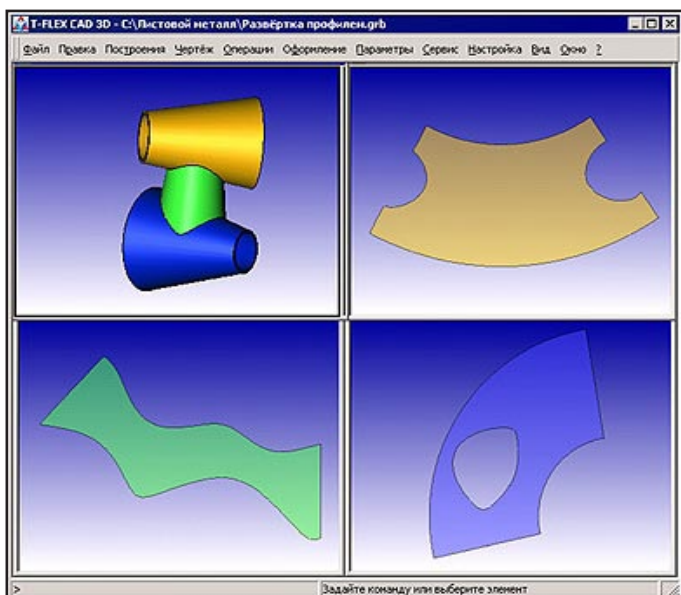 T-FLEX CAD 3D - C:\Листовой металл\Развёртка профилен.grb
Файл Правка Построения Чертёж Операции Оформление Параметры Сервис Настройка Вид Окно ?
> Задайте команду или выберите элемент